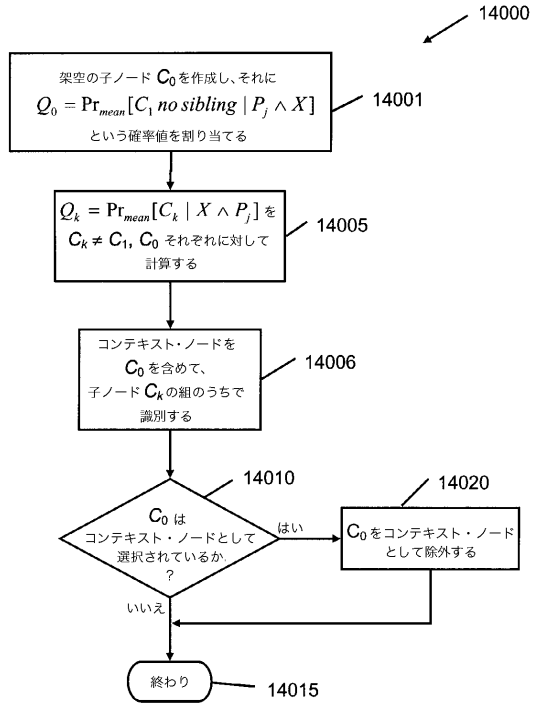 14000
架空の子ノード C0を作成し、それに
Q0 = Prmean[C1 no sibling | Pj ∧ X]
という確率値を割り当てる
14001
Qk = Prmean[Ck | X ∧ Pj] を
Ck ≠ C1, C0 それぞれに対して
計算する
14005
コンテキスト・ノードを
C0 を含めて、
子ノード Ckの組のうちで
識別する
14006
14010
C0 は
コンテキスト・ノードとして
選択されているか.
?
はい
いいえ
14020
C0 をコンテキスト・ノード
として除外する
終わり
14015